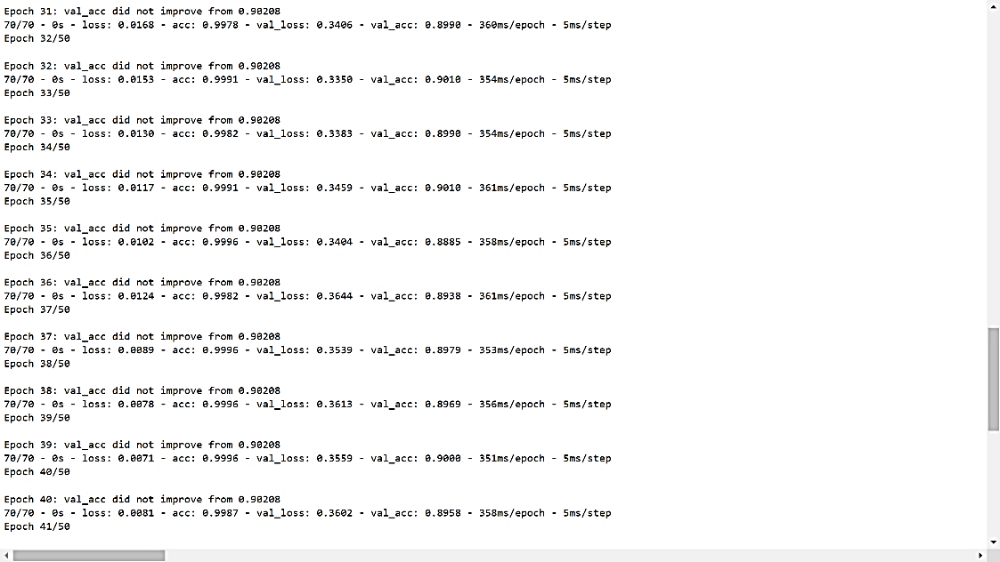 Epoch 31: val_acc did not improve from 0.90208
70/70 - 0s - loss: 0.0168 - acc: 0.9978 - val_loss: 0.3406 - val_acc: 0.8990 - 360ms/epoch - 5ms/step
Epoch 32/50
Epoch 32: val_acc did not improve from 0.90208
70/70 - 0s - loss: 0.0153 - acc: 0.9991 - val_loss: 0.3350 - val_acc: 0.9010 - 354ms/epoch - 5ms/step
Epoch 33/50
Epoch 33: val_acc did not improve from 0.90208
70/70 - 0s - loss: 0.0130 - acc: 0.9982 - val_loss: 0.3383 - val_acc: 0.8990 - 354ms/epoch - 5ms/step
Epoch 34/50
Epoch 34: val_acc did not improve from 0.90208
70/70 - 0s - loss: 0.0117 - acc: 0.9991 - val_loss: 0.3459 - val_acc: 0.9010 - 361ms/epoch - 5ms/step
Epoch 35/50
Epoch 35: val_acc did not improve from 0.90208
70/70 - 0s - loss: 0.0102 - acc: 0.9996 - val_loss: 0.3404 - val_acc: 0.8885 - 358ms/epoch - 5ms/step
Epoch 36/50
Epoch 36: val_acc did not improve from 0.90208
70/70 - 0s - loss: 0.0124 - acc: 0.9982 - val_loss: 0.3644 - val_acc: 0.8938 - 361ms/epoch - 5ms/step
Epoch 37/50
Epoch 37: val_acc did not improve from 0.90208
70/70 - 0s - loss: 0.0089 - acc: 0.9996 - val_loss: 0.3539 - val_acc: 0.8979 - 353ms/epoch - 5ms/step
Epoch 38/50
Epoch 38: val_acc did not improve from 0.90208
70/70 - 0s - loss: 0.0078 - acc: 0.9996 - val_loss: 0.3613 - val_acc: 0.8969 - 356ms/epoch - 5ms/step
Epoch 39/50
Epoch 39: val_acc did not improve from 0.90208
70/70 - 0s - loss: 0.0071 - acc: 0.9996 - val_loss: 0.3559 - val_acc: 0.9000 - 351ms/epoch - 5ms/step
Epoch 40/50
Epoch 40: val_acc did not improve from 0.90208
70/70 - 0s - loss: 0.0081 - acc: 0.9987 - val_loss: 0.3602 - val_acc: 0.8958 - 358ms/epoch - 5ms/step
Epoch 41/50